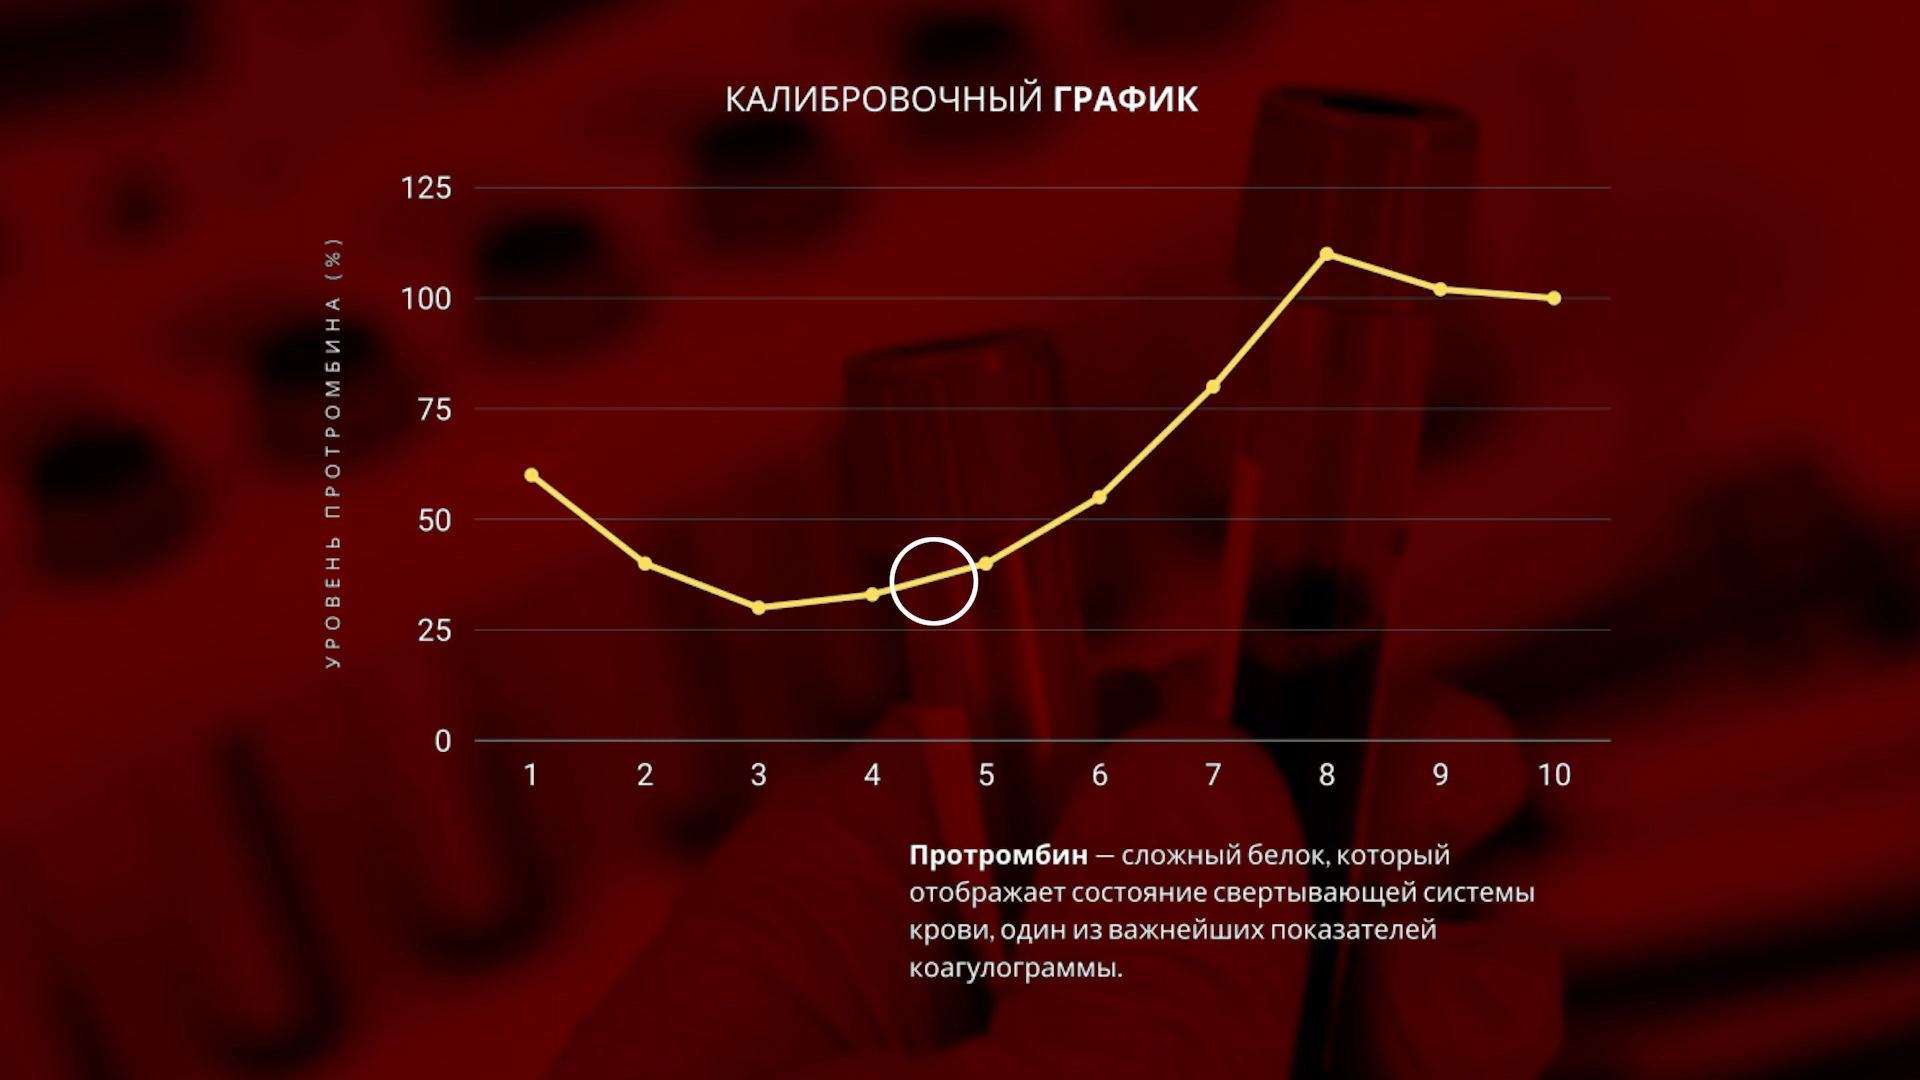 КАЛИБРОВОЧНЫЙ ГРАФИК
УРОВЕНЬ ПРОТРОМБИНА (%)
125
100
75
50
25
0
1 2 3 4 5 6 7 8 9 10
Протромбин — сложный белок, который
отображает состояние свертывающей системы
крови, один из важнейших показателей
коагулограммы.